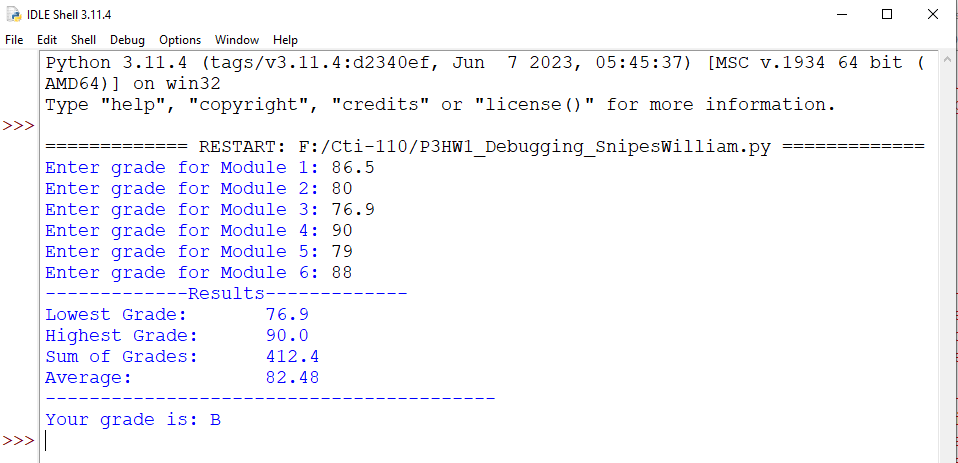 IDLE Shell 3.11.4
File Edit Shell Debug Options Window Help
Python 3.11.4 (tags/v3.11.4:d2340ef, Jun  7 2023, 05:45:37) [MSC v.1934 64 bit (
AMD64)] on win32
Type "help", "copyright", "credits" or "license()" for more information.
>>>
============= RESTART: F:/Cti-110/P3HW1_Debugging_SnipesWilliam.py =============
Enter grade for Module 1: 86.5
Enter grade for Module 2: 80
Enter grade for Module 3: 76.9
Enter grade for Module 4: 90
Enter grade for Module 5: 79
Enter grade for Module 6: 88
-------------Results-------------
Lowest Grade:       76.9
Highest Grade:      90.0
Sum of Grades:      412.4
Average:            82.48
-----------------------------------------
Your grade is: B
>>>